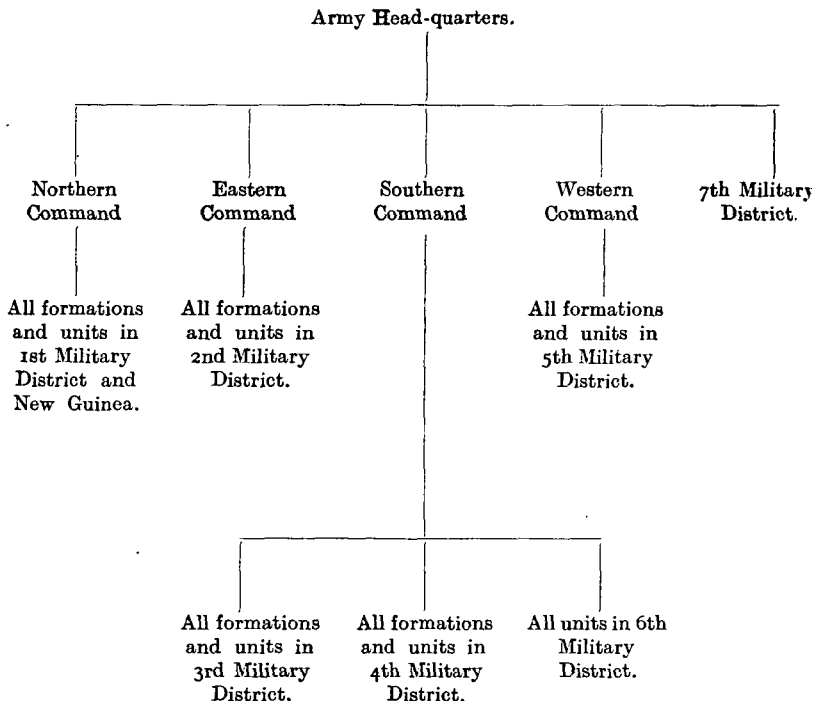 Army Head-quarters.
Northern
Command
Eastern
Command
Southern
Command
Western
Command
7th Military
District.
All formations
and units in
1st Military
District and
New Guinea.
All formations
and units in
2nd Military
District.
All formations
and units in
5th Military
District.
All formations
and units in
3rd Military
District.
All formations
and units in
4th Military
District.
All units in 6th
Military
District.